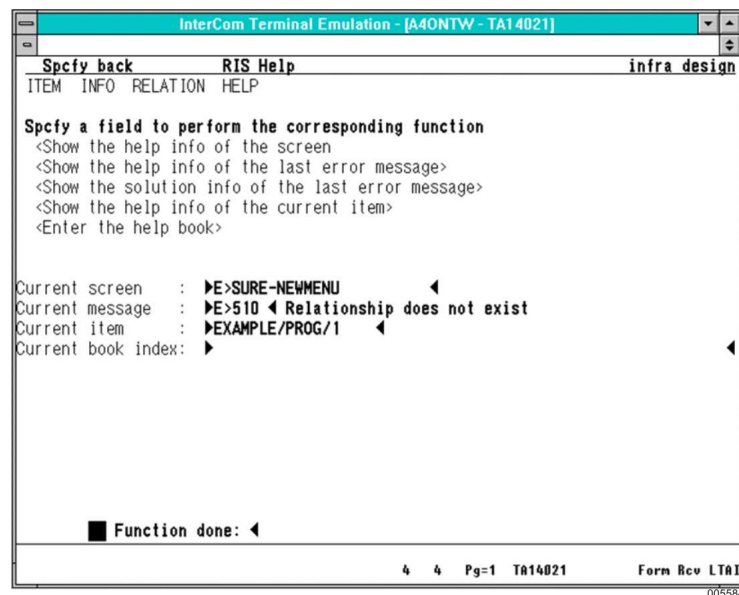 InterCom Terminal Emulation - [A4ONTW - TA14021]
Spcfy back RIS Help infra design
ITEM INFO RELATION HELP
Spcfy a field to perform the corresponding function
<Show the help info of the screen
<Show the help info of the last error message>
<Show the solution info of the last error message>
<Show the help info of the current item>
<Enter the help book>
Current screen : ►E>SURE-NEWMENU ◄
Current message : ►E>510 ◄ Relationship does not exist
Current item : ►EXAMPLE/PROG/1 ◄
Current book index: ► ◄
Function done: ◄
4 4 Pg=1 TA14021 Form Rcv LTAI